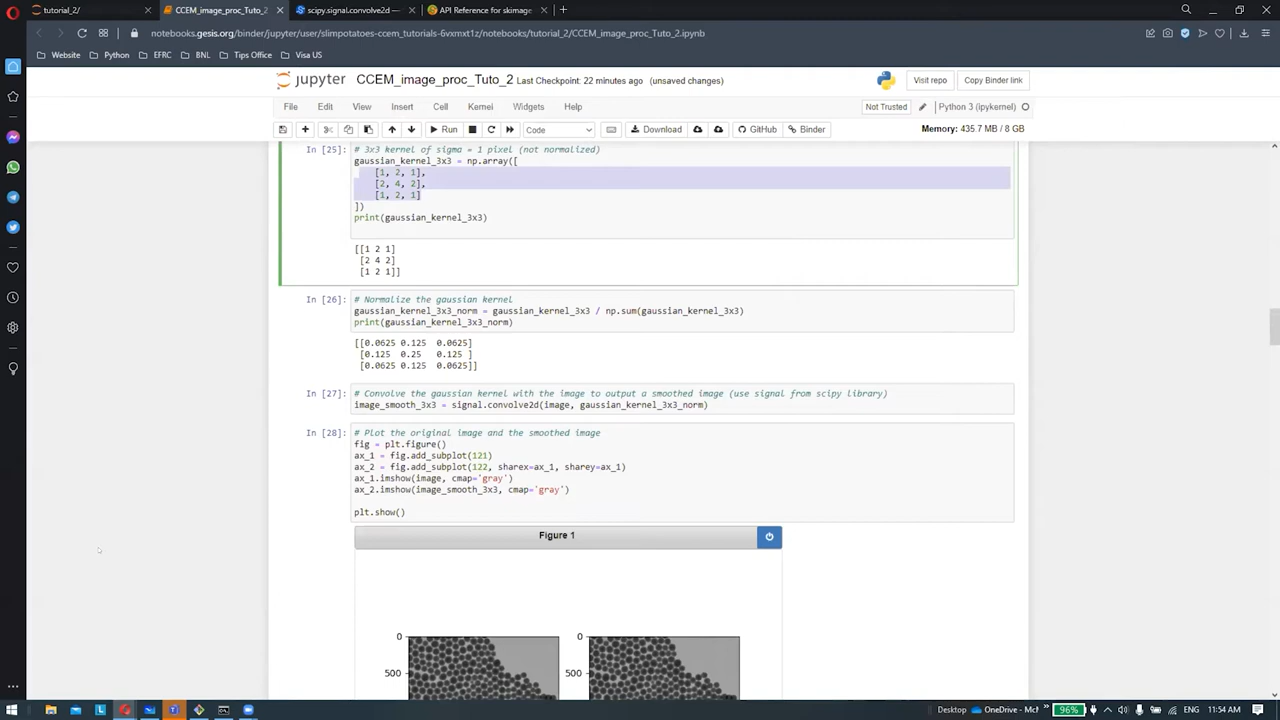 tutorial_2/
CCEM_image_proc_Tuto_2
scipy.signal.convolve2d —
API Reference for skimage
notebooks.gesis.org/binder/jupyter/user/slimpotatoes-ccem_tutorials-6vxmxt1z/notebooks/tutorial_2/CCEM_image_proc_Tuto_2.ipynb
Website Python EFRC BNL Tips Office Visa US
jupyter CCEM_image_proc_Tuto_2 Last Checkpoint: 22 minutes ago (unsaved changes)
Visit repo Copy Binder link
File Edit View Insert Cell Kernel Widgets Help
Not Trusted Python 3 (ipykernel)
Run Code Download GitHub Binder
Memory: 435.7 MB / 8 GB
In [25]: # 3x3 kernel of sigma = 1 pixel (not normalized)
gaussian_kernel_3x3 = np.array([
[1, 2, 1],
[2, 4, 2],
[1, 2, 1]
])
print(gaussian_kernel_3x3)
[[1 2 1]
[2 4 2]
[1 2 1]]
In [26]: # Normalize the gaussian kernel
gaussian_kernel_3x3_norm = gaussian_kernel_3x3 / np.sum(gaussian_kernel_3x3)
print(gaussian_kernel_3x3_norm)
[[0.0625 0.125 0.0625]
[0.125 0.25 0.125 ]
[0.0625 0.125 0.0625]]
In [27]: # Convolve the gaussian kernel with the image to output a smoothed image (use signal from scipy library)
image_smooth_3x3 = signal.convolve2d(image, gaussian_kernel_3x3_norm)
In [28]: # Plot the original image and the smoothed image
fig = plt.figure()
ax_1 = fig.add_subplot(121)
ax_2 = fig.add_subplot(122, sharex=ax_1, sharey=ax_1)
ax_1.imshow(image, cmap='gray')
ax_2.imshow(image_smooth_3x3, cmap='gray')
plt.show()
Figure 1
0 0
500 500
Desktop OneDrive - McM 96% 11:54 AM